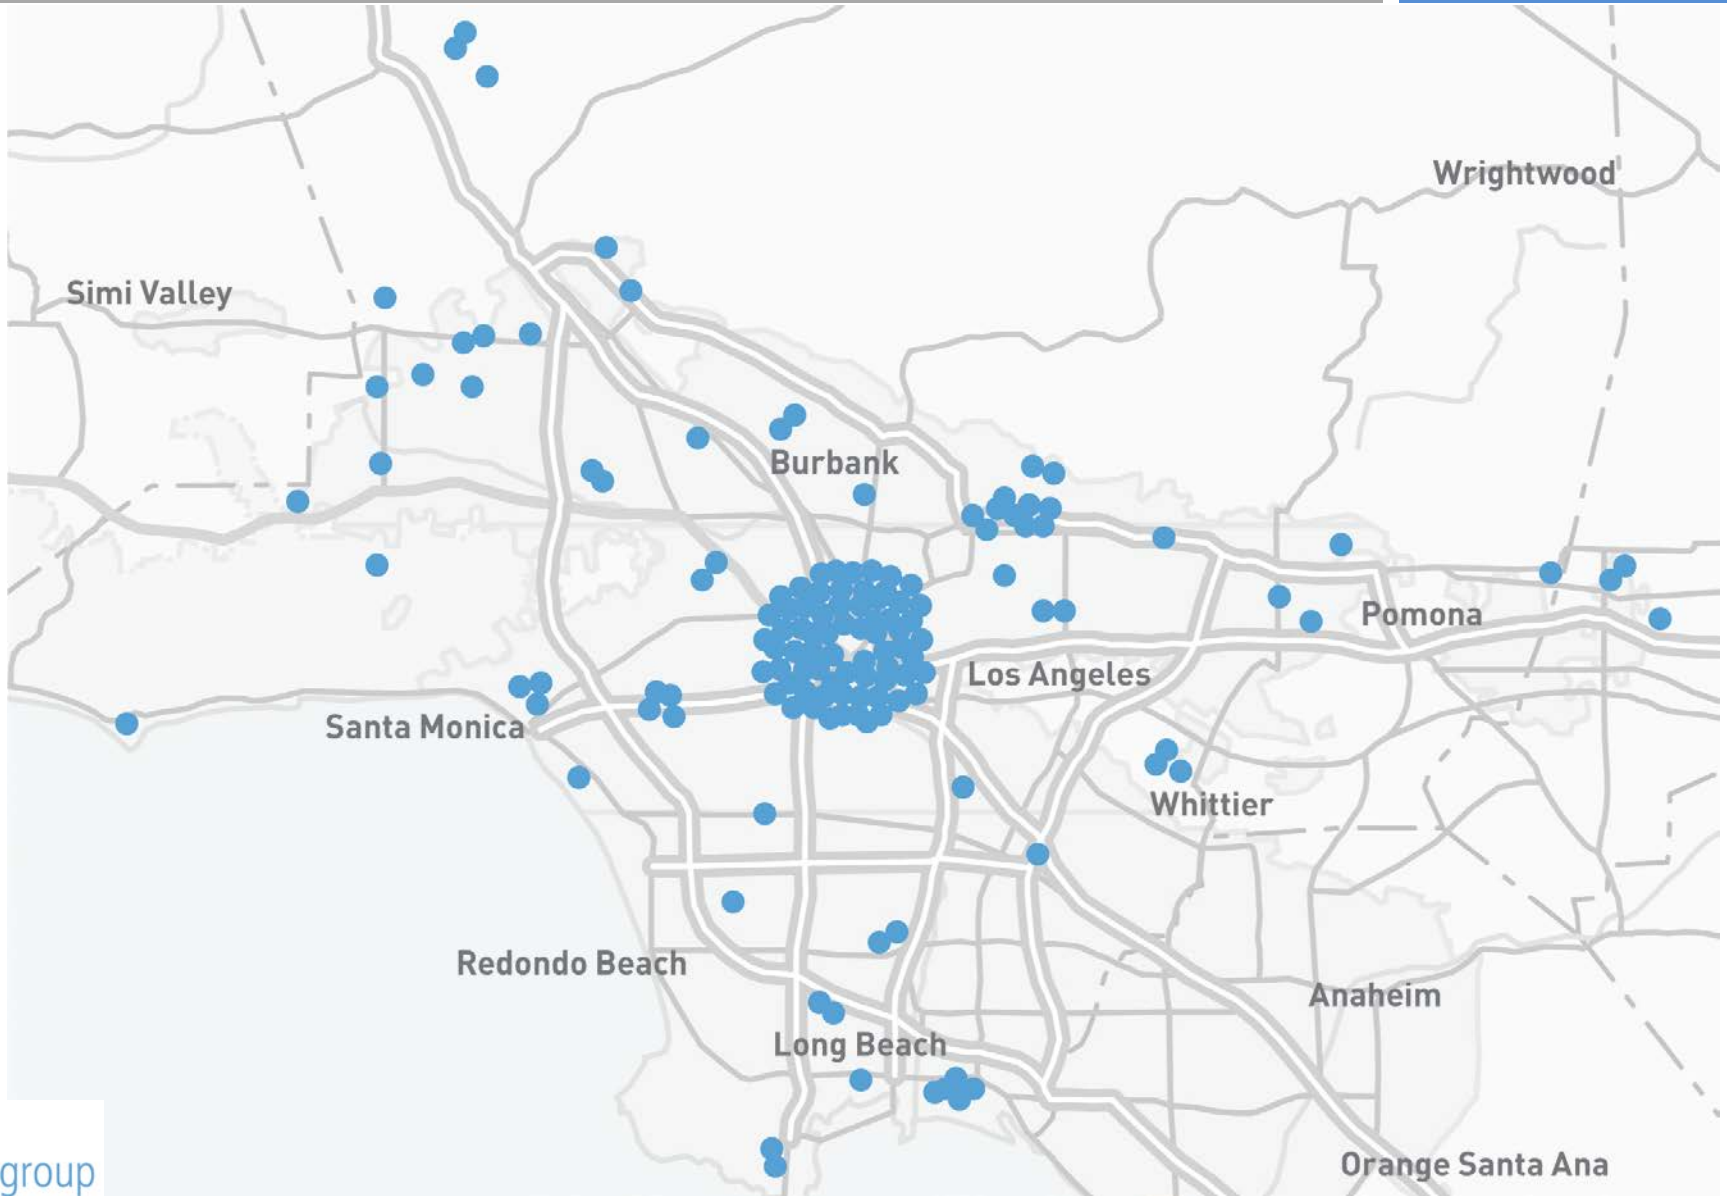 Wrightwood
Simi Valley
Burbank
Pomona
Los Angeles
Santa Monica
Whittier
Redondo Beach
Anaheim
Long Beach
Orange Santa Ana
group